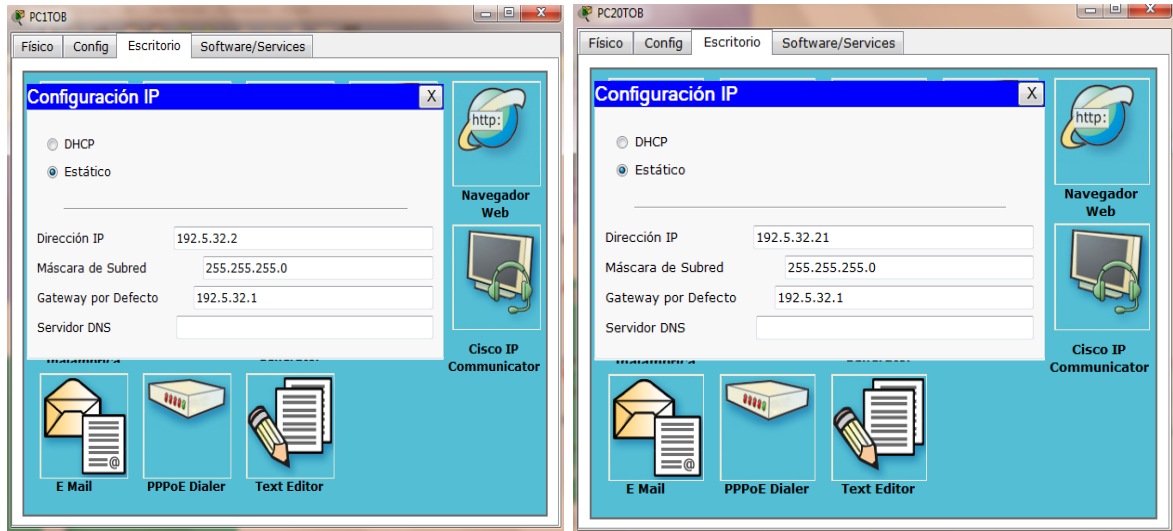 PC1TOB
Físico Config Escritorio Software/Services
Configuración IP X
DHCP
Estático
Dirección IP 192.5.32.2
Máscara de Subred 255.255.255.0
Gateway por Defecto 192.5.32.1
Servidor DNS
http:
Navegador
Web
Cisco IP
Communicator
E Mail PPPoE Dialer Text Editor
PC20TOB
Físico Config Escritorio Software/Services
Configuración IP X
DHCP
Estático
Dirección IP 192.5.32.21
Máscara de Subred 255.255.255.0
Gateway por Defecto 192.5.32.1
Servidor DNS
http:
Navegador
Web
Cisco IP
Communicator
E Mail PPPoE Dialer Text Editor